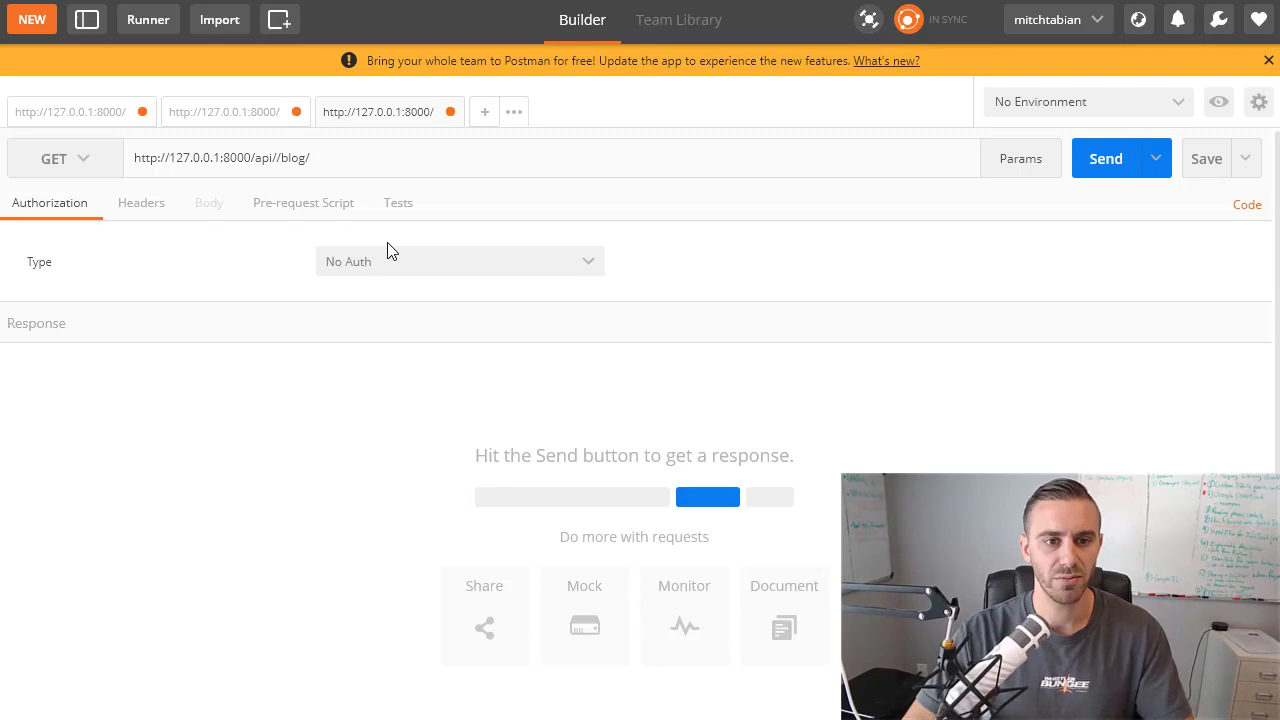 NEW
Runner
Import
Builder
Team Library
IN SYNC
mitchtabian
Bring your whole team to Postman for free! Update the app to experience the new features. What's new?
http://127.0.0.1:8000/
http://127.0.0.1:8000/
http://127.0.0.1:8000/
No Environment
GET
http://127.0.0.1:8000/api//blog/
Params
Send
Save
Authorization
Headers
Body
Pre-request Script
Tests
Code
Type
No Auth
Response
Hit the Send button to get a response.
Do more with requests
Share
Mock
Monitor
Document
WHISTLER
BUNGEE